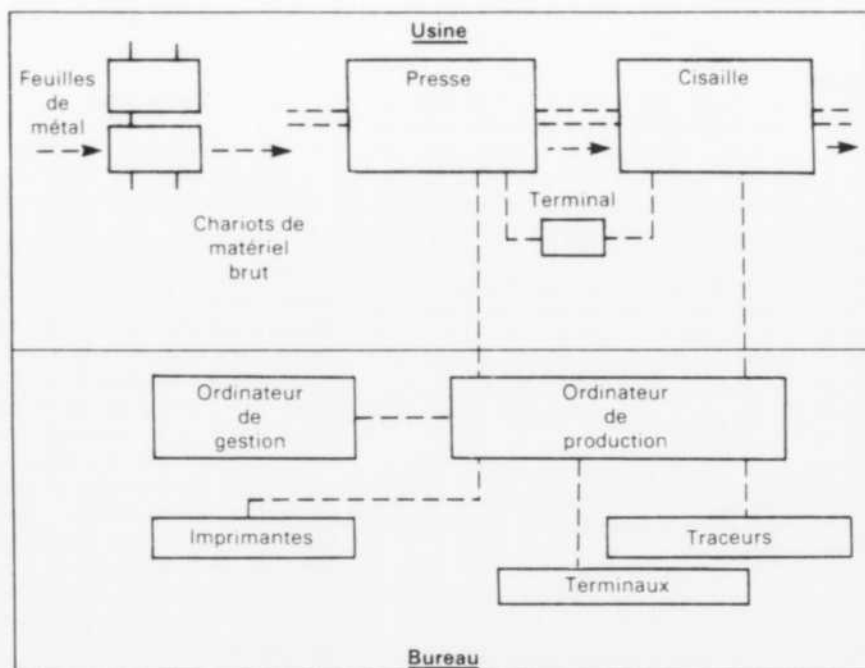 Usine
Feuilles
de
métal
Presse
Cisaille
Terminal
Chariots de
matériel
brut
Ordinateur
de
gestion
Ordinateur
de
production
Imprimantes
Traceurs
Terminaux
Bureau